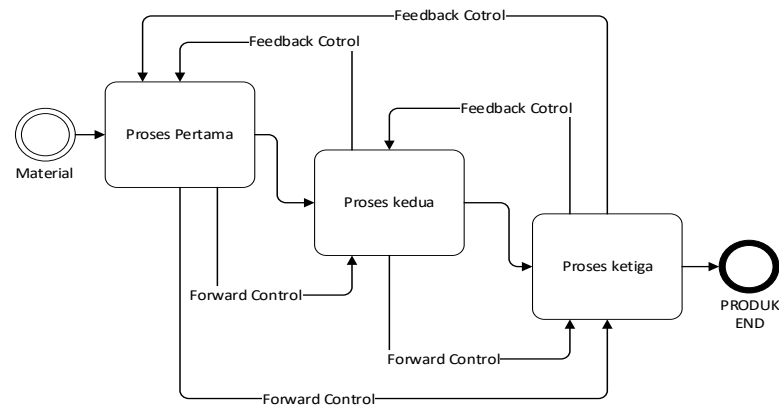 Feedback Cotrol
Feedback Cotrol
Feedback Cotrol
Proses Pertama
Material
Proses kedua
Proses ketiga
Forward Control
PRODUK
END
Forward Control
Forward Control